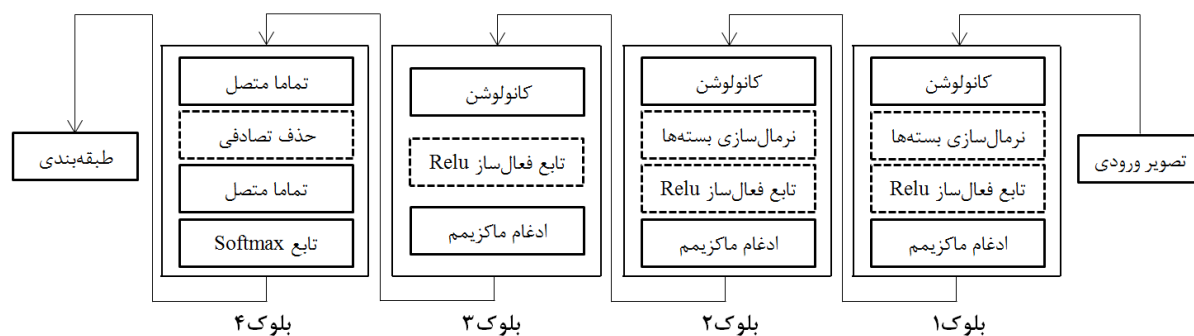 تصویر ورودی
کانولوشن
نرمال‌سازی بسته‌ها
تابع فعال‌ساز Relu
ادغام ماکزیمم
بلوک۱
کانولوشن
نرمال‌سازی بسته‌ها
تابع فعال‌ساز Relu
ادغام ماکزیمم
بلوک۲
کانولوشن
تابع فعال‌ساز Relu
ادغام ماکزیمم
بلوک۳
تماما متصل
حذف تصادفی
تماما متصل
تابع Softmax
بلوک۴
طبقه‌بندی